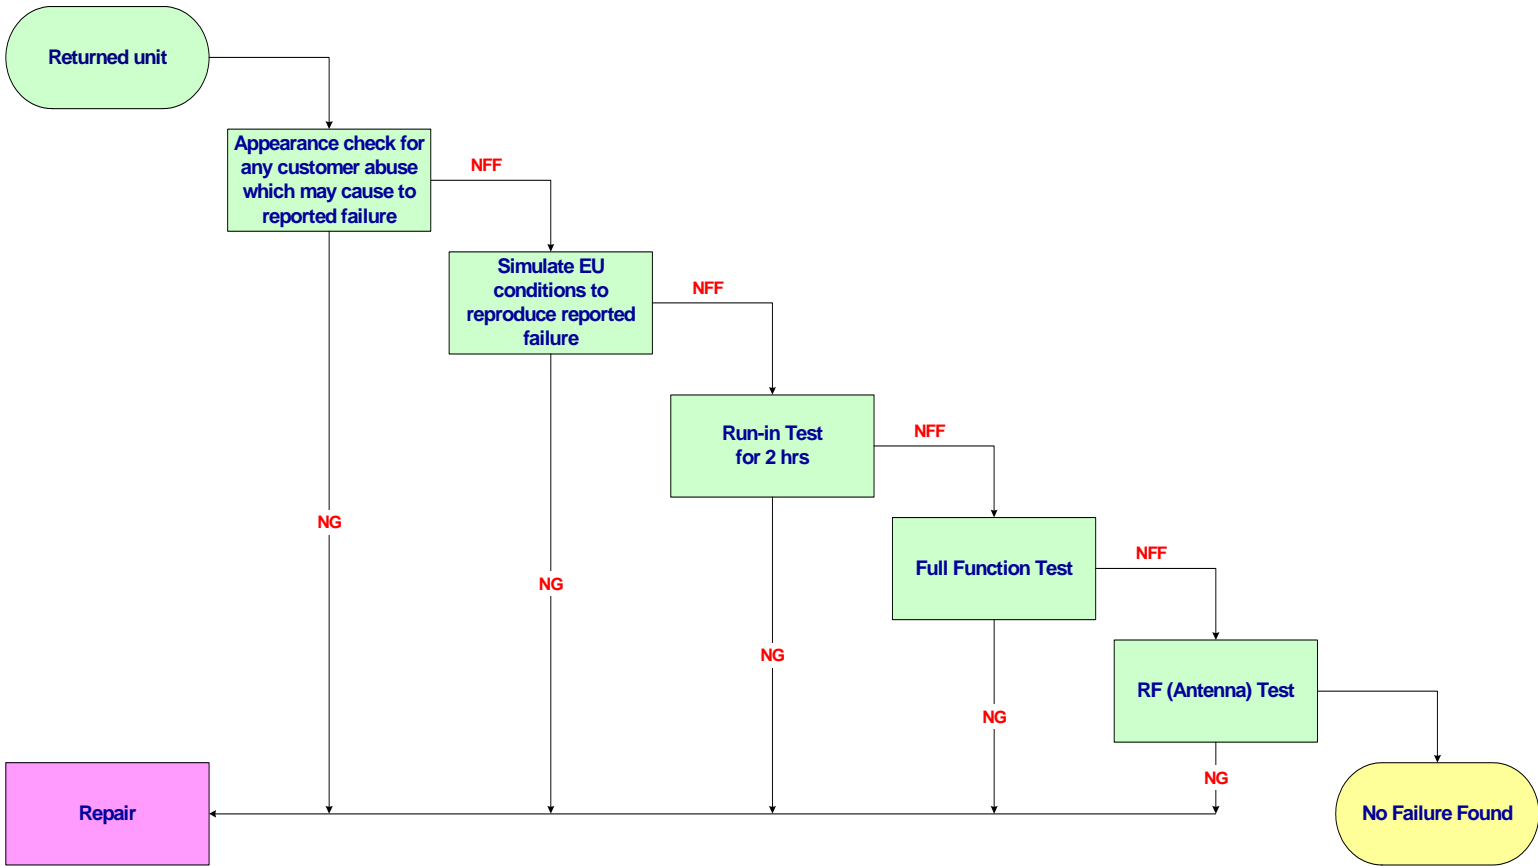 Returned unit
Appearance check for
any customer abuse
which may cause to
reported failure
NFF
Simulate EU
conditions to
reproduce reported
failure
NFF
Run-in Test
for 2 hrs
NFF
Full Function Test
NFF
RF (Antenna) Test
NG
NG
NG
NG
NG
Repair
No Failure Found